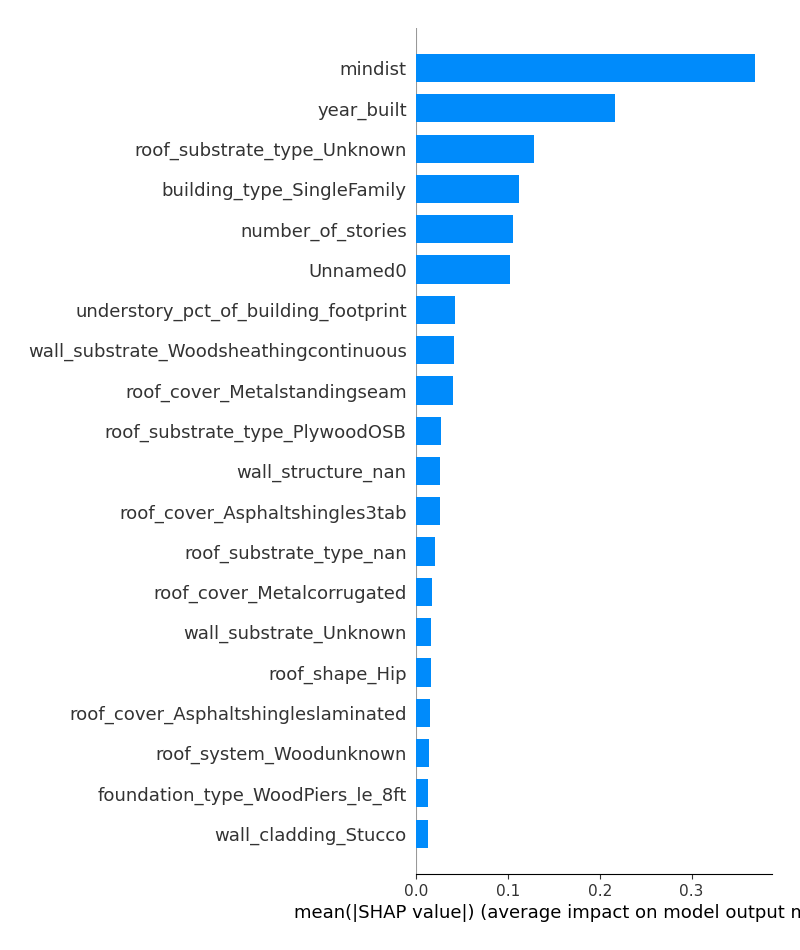 mindist
year_built
roof_substrate_type_Unknown
building_type_SingleFamily
number_of_stories
Unnamed0
understory_pct_of_building_footprint
wall_substrate_Woodsheathingcontinuous
roof_cover_Metalstandingseam
roof_substrate_type_PlywoodOSB
wall_structure_nan
roof_cover_Asphaltshingles3tab
roof_substrate_type_nan
roof_cover_Metalcorrugated
wall_substrate_Unknown
roof_shape_Hip
roof_cover_Asphaltshingleslaminated
roof_system_Woodunknown
foundation_type_WoodPiers_le_8ft
wall_cladding_Stucco
0.0 0.1 0.2 0.3
mean(|SHAP value|) (average impact on model output